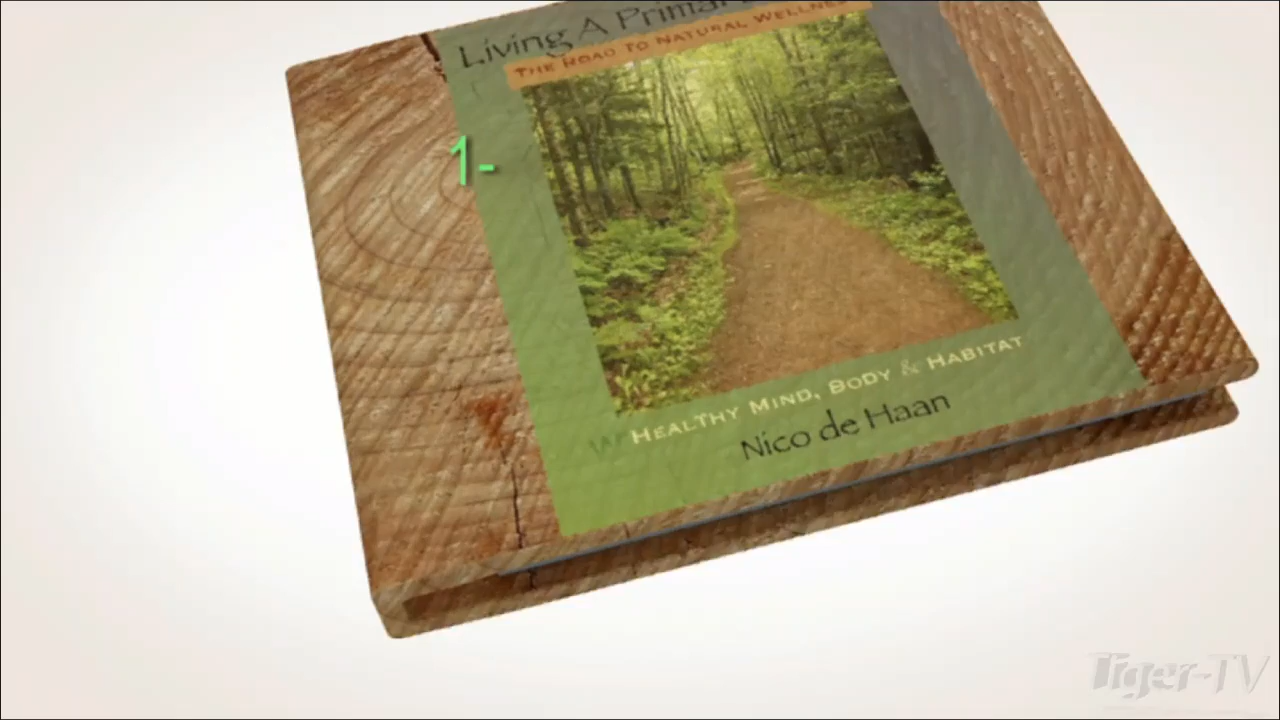 Living A Primal
THE ROAD TO NATURAL WELLNESS
1-
HEALTHY MIND, BODY & HABITAT
Nico de Haan
Tiger-TV